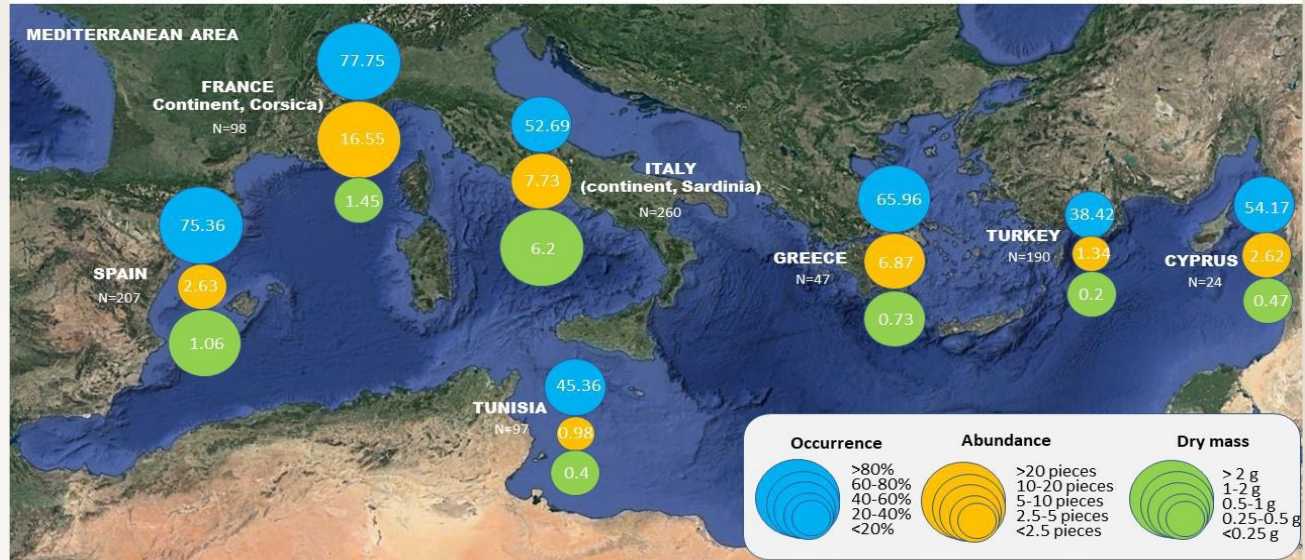 MEDITERRANEAN AREA
FRANCE
Continent, Corsica)
N=98
77.75
16.55
1.45
52.69
7.73
6.2
ITALY
(continent, Sardinia)
N=260
SPAIN
N=207
75.36
2.63
1.06
GREECE
N=47
65.96
6.87
0.73
TURKEY
N=190
38.42
1.34
0.2
CYPRUS
N=24
54.17
2.62
0.47
TUNISIA
N=97
45.36
0.98
0.4
Occurrence
>80%
60-80%
40-60%
20-40%
<20%
Abundance
>20 pieces
10-20 pieces
5-10 pieces
2.5-5 pieces
<2.5 pieces
Dry mass
> 2 g
1-2 g
0.5-1 g
0.25-0.5 g
<0.25 g